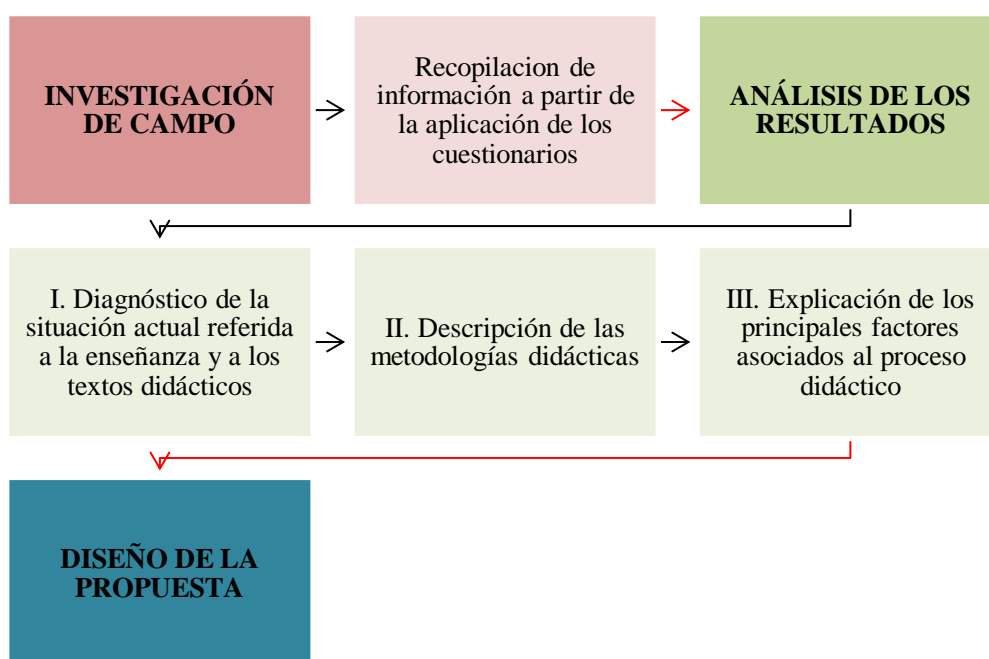 INVESTIGACIÓN
DE CAMPO
Recopilacion de
información a partir de
la aplicación de los
cuestionarios
ANÁLISIS DE LOS
RESULTADOS
I. Diagnóstico de la
situación actual referida
a la enseñanza y a los
textos didácticos
II. Descripción de las
metodologías didácticas
III. Explicación de los
principales factores
asociados al proceso
didáctico
DISEÑO DE LA
PROPUESTA